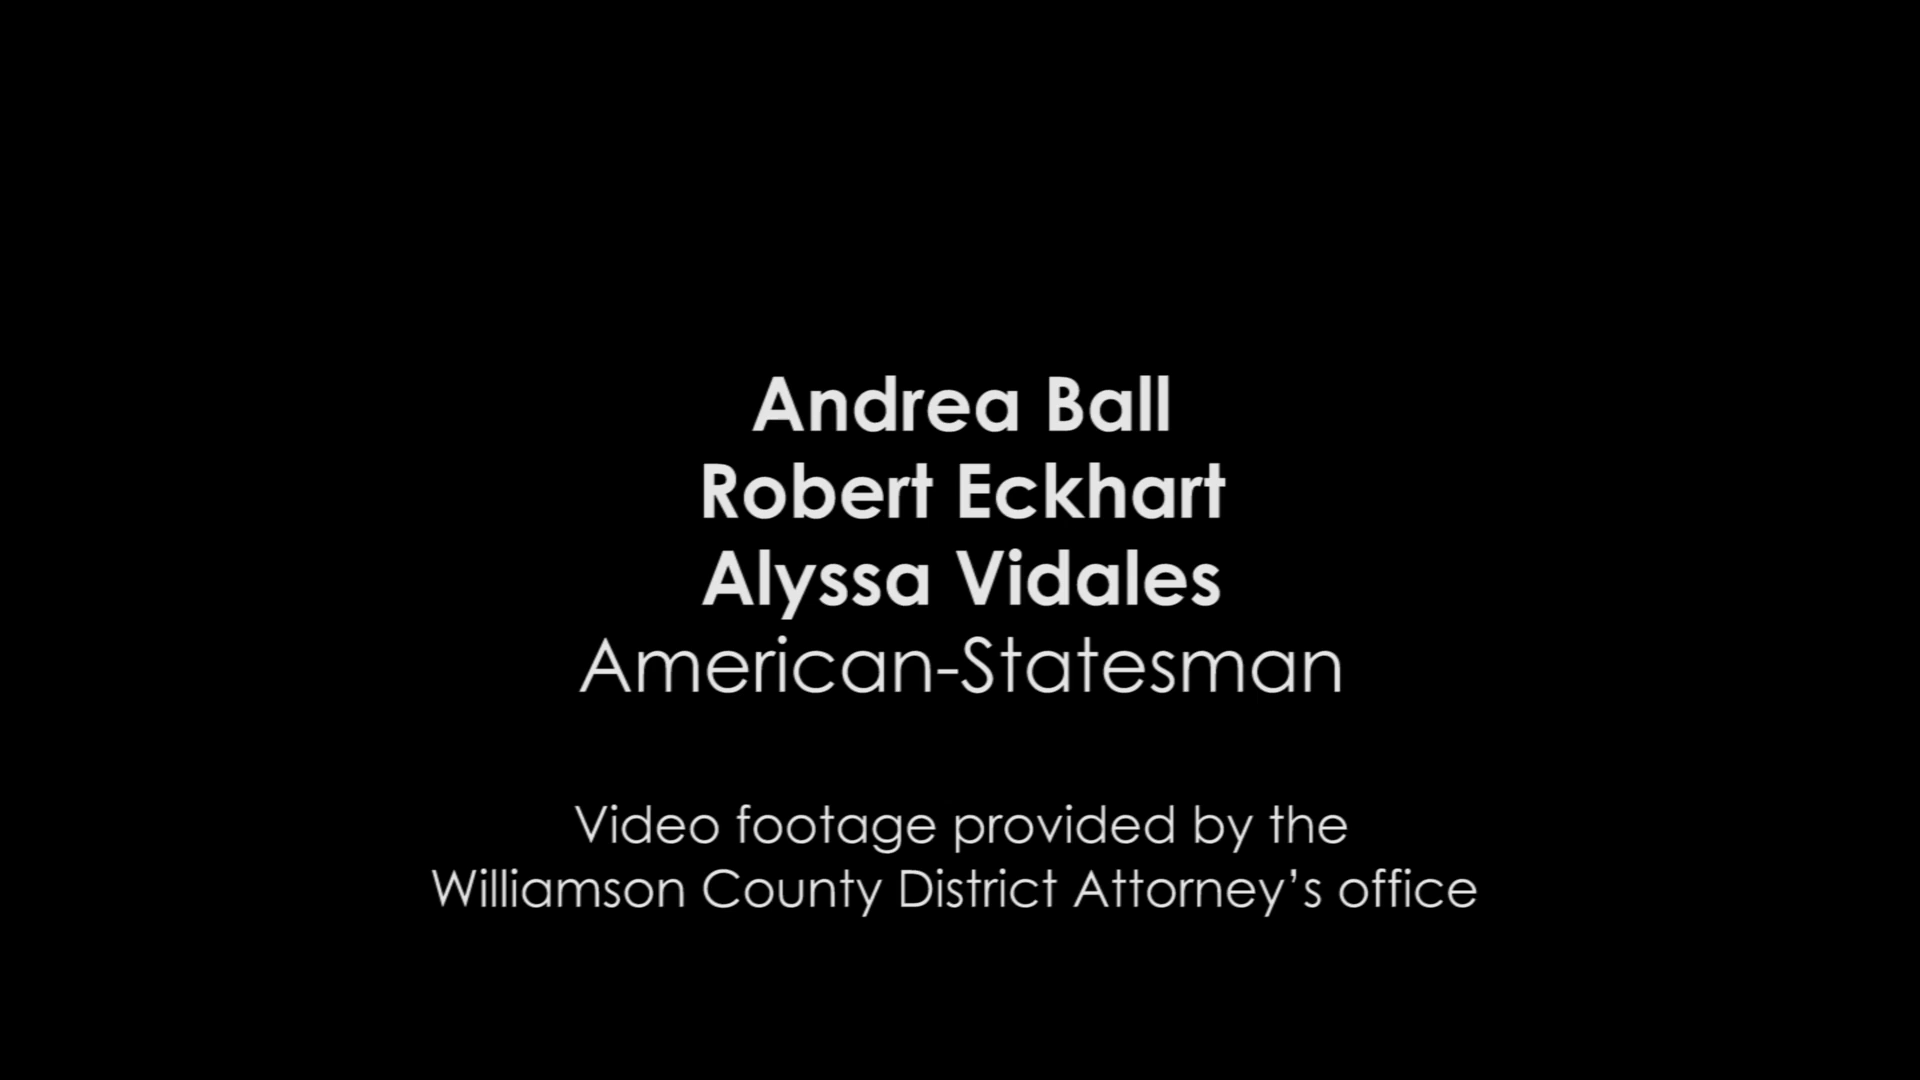 Andrea Ball
Robert Eckhart
Alyssa Vidales
American-Statesman
Video footage provided by the
Williamson County District Attorney’s office